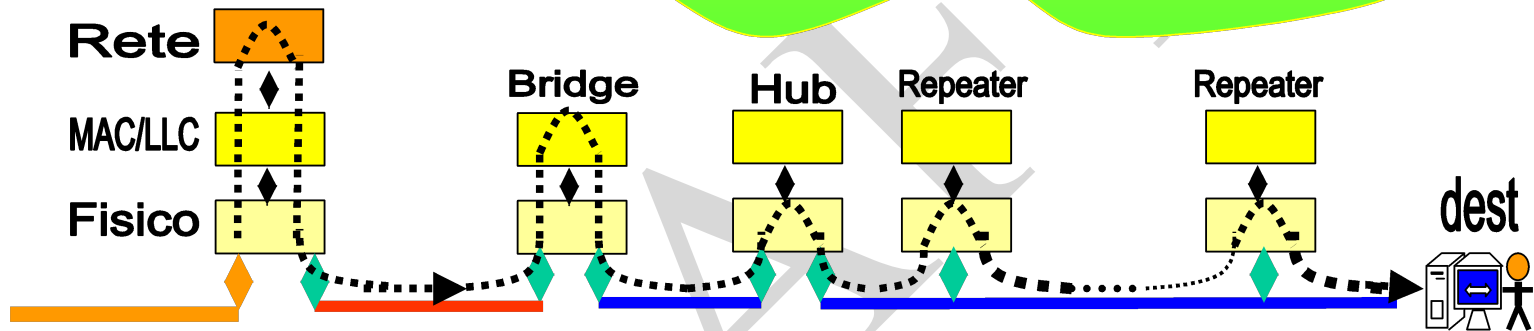 Rete
Bridge
Hub
Repeater
Repeater
MAC/LLC
Fisico
dest